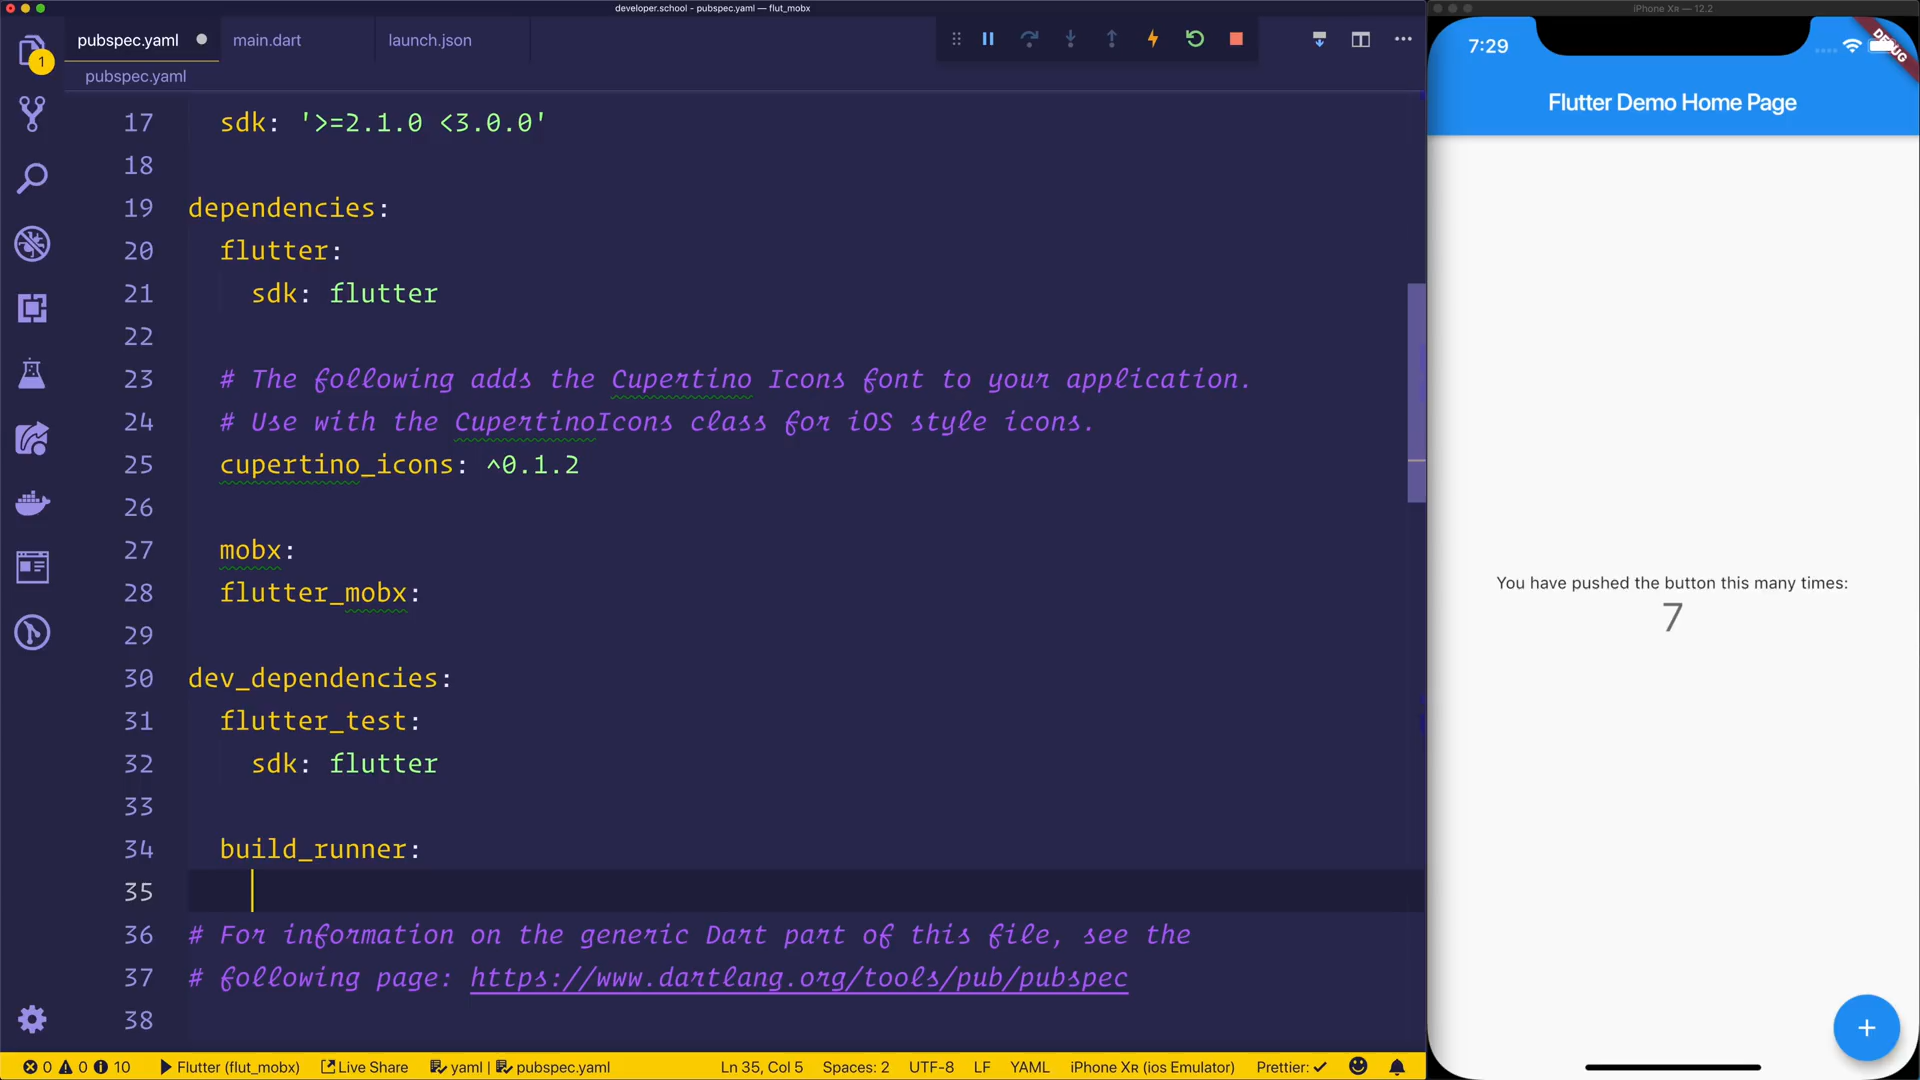 developer.school - pubspec.yaml — flut_mobx
iPhone Xʀ — 12.2
pubspec.yaml
main.dart
launch.json
1
pubspec.yaml
17 sdk: '>=2.1.0 <3.0.0'
18
19 dependencies:
20 flutter:
21 sdk: flutter
22
23 # The following adds the Cupertino Icons font to your application.
24 # Use with the CupertinoIcons class for iOS style icons.
25 cupertino_icons: ^0.1.2
26
27 mobx:
28 flutter_mobx:
29
30 dev_dependencies:
31 flutter_test:
32 sdk: flutter
33
34 build_runner:
35
36 # For information on the generic Dart part of this file, see the
37 # following page: https://www.dartlang.org/tools/pub/pubspec
38
0 0 10 Flutter (flut_mobx) Live Share yaml | pubspec.yaml Ln 35, Col 5 Spaces: 2 UTF-8 LF YAML iPhone Xʀ (ios Emulator) Prettier: ✓
7:29
DEBUG
Flutter Demo Home Page
You have pushed the button this many times:
7
+